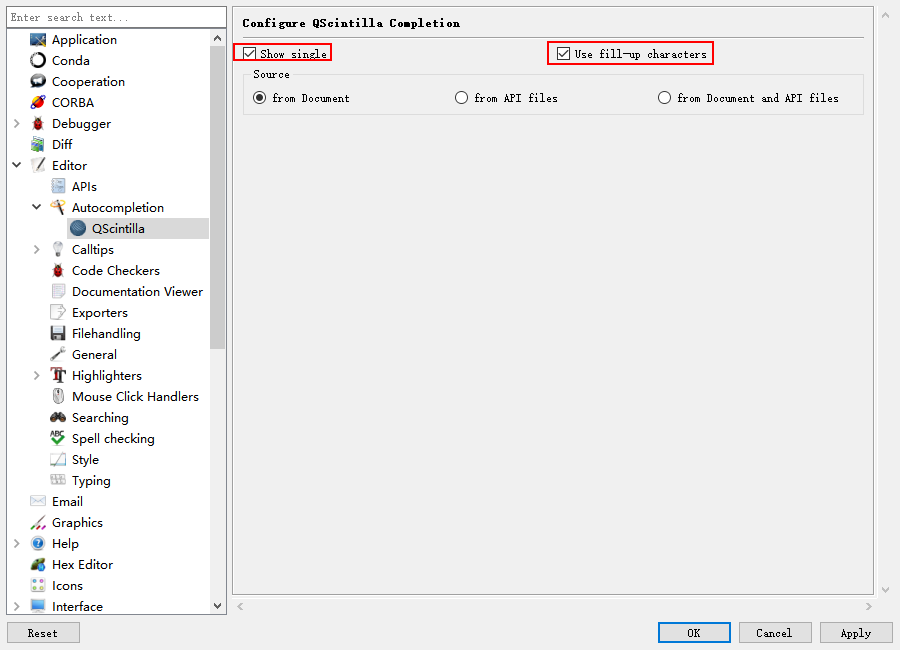 Enter search text...
Application
Conda
Cooperation
CORBA
Debugger
Diff
Editor
APIs
Autocompletion
QScintilla
Calltips
Code Checkers
Documentation Viewer
Exporters
Filehandling
General
Highlighters
Mouse Click Handlers
Searching
ABC
Spell checking
Style
Typing
Email
Graphics
Help
Hex Editor
Icons
Interface
Configure QScintilla Completion
Show single
Use fill-up characters
Source
from Document
from API files
from Document and API files
Reset
OK
Cancel
Apply